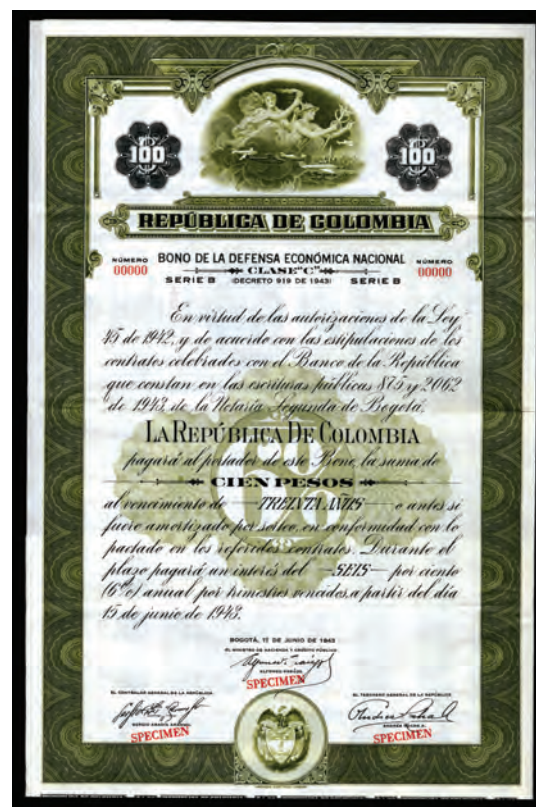 100
100
REPÚBLICA DE COLOMBIA
NÚMERO
00000
BONO DE LA DEFENSA ECONÓMICA NACIONAL
CLASE "C"
SERIE B (DECRETO 919 DE 1943) SERIE B
NÚMERO
00000
En virtud de las autorizaciones de la Ley
45 de 1942, y de acuerdo con las estipulaciones de los
contratos celebrados con el Banco de la República
que constan en las escrituras públicas 875 y 2062
de 1943, de la Notaría Segunda de Bogotá,
LA REPÚBLICA DE COLOMBIA
pagará al portador de este Bono, la suma de
CIEN PESOS
al vencimiento de —TREINTA AÑOS— o antes si
fuere amortizado por sorteo, en conformidad con lo
pactado en los referidos contratos. Durante el
plazo pagará un interés del —SEIS— por ciento
(6%) anual por trimestres vencidos, a partir del día
15 de junio de 1943.
BOGOTÁ, 17 DE JUNIO DE 1943
EL MINISTRO DE HACIENDA Y CRÉDITO PÚBLICO
SPECIMEN
EL CONTRALOR GENERAL DE LA REPÚBLICA
SPECIMEN
EL TESORERO GENERAL DE LA REPÚBLICA
SPECIMEN